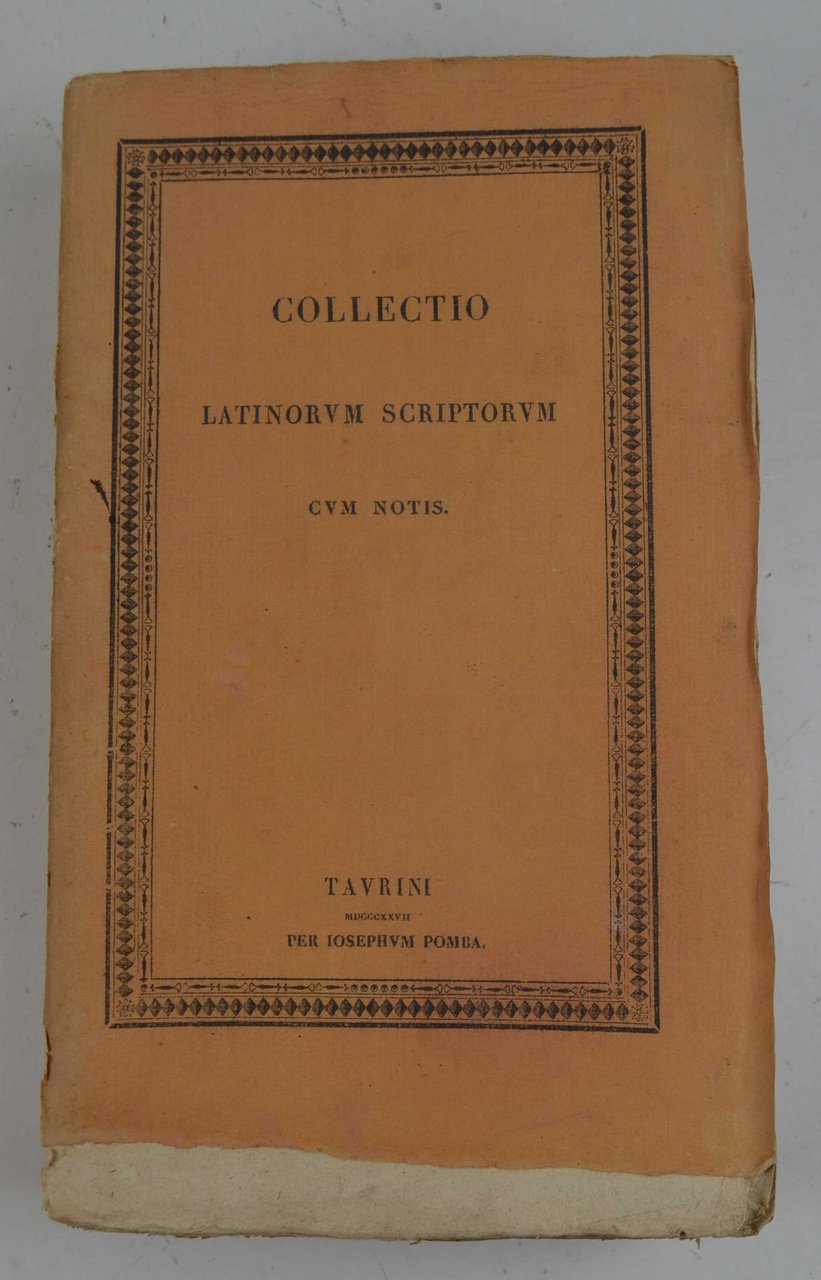 COLLECTIO
LATINORVM SCRIPTORVM
CVM NOTIS.
TAVRINI
MDCCCXXVII
PER IOSEPHVM POMBA.